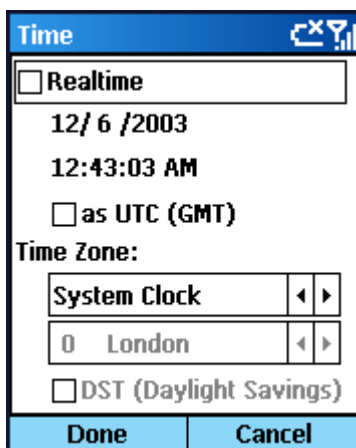 Time
Realtime
12/ 6 /2003
12:43:03 AM
as UTC (GMT)
Time Zone:
System Clock
0 London
DST (Daylight Savings)
Done Cancel